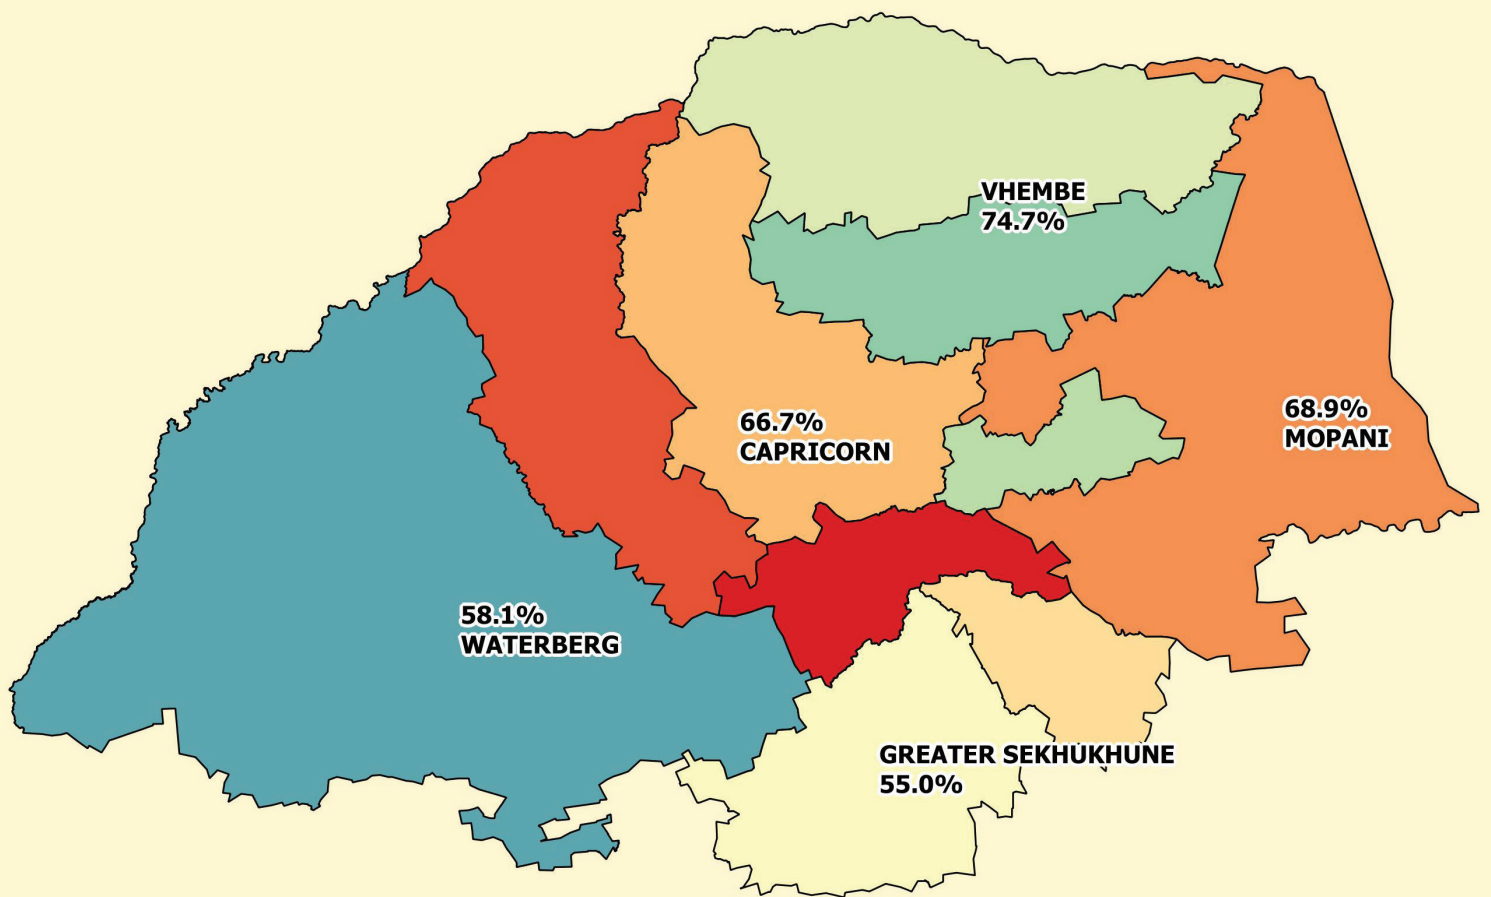 VHEMBE
74.7%
66.7%
CAPRICORN
68.9%
MOPANI
58.1%
WATERBERG
GREATER SEKHUKHUNE
55.0%